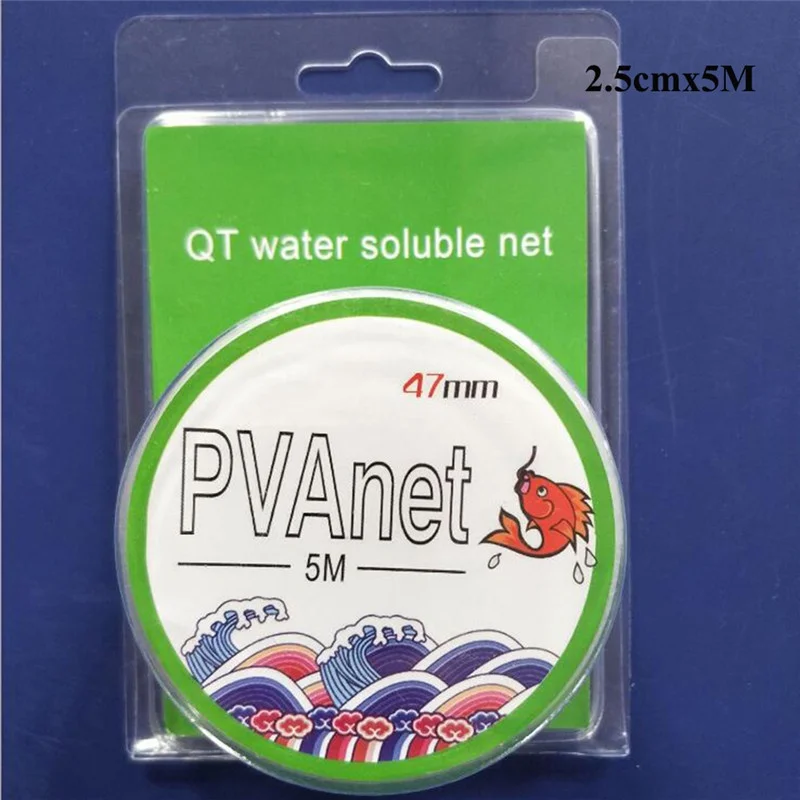 2.5cmx5M
QT water soluble net
47mm
PVAnet
5M